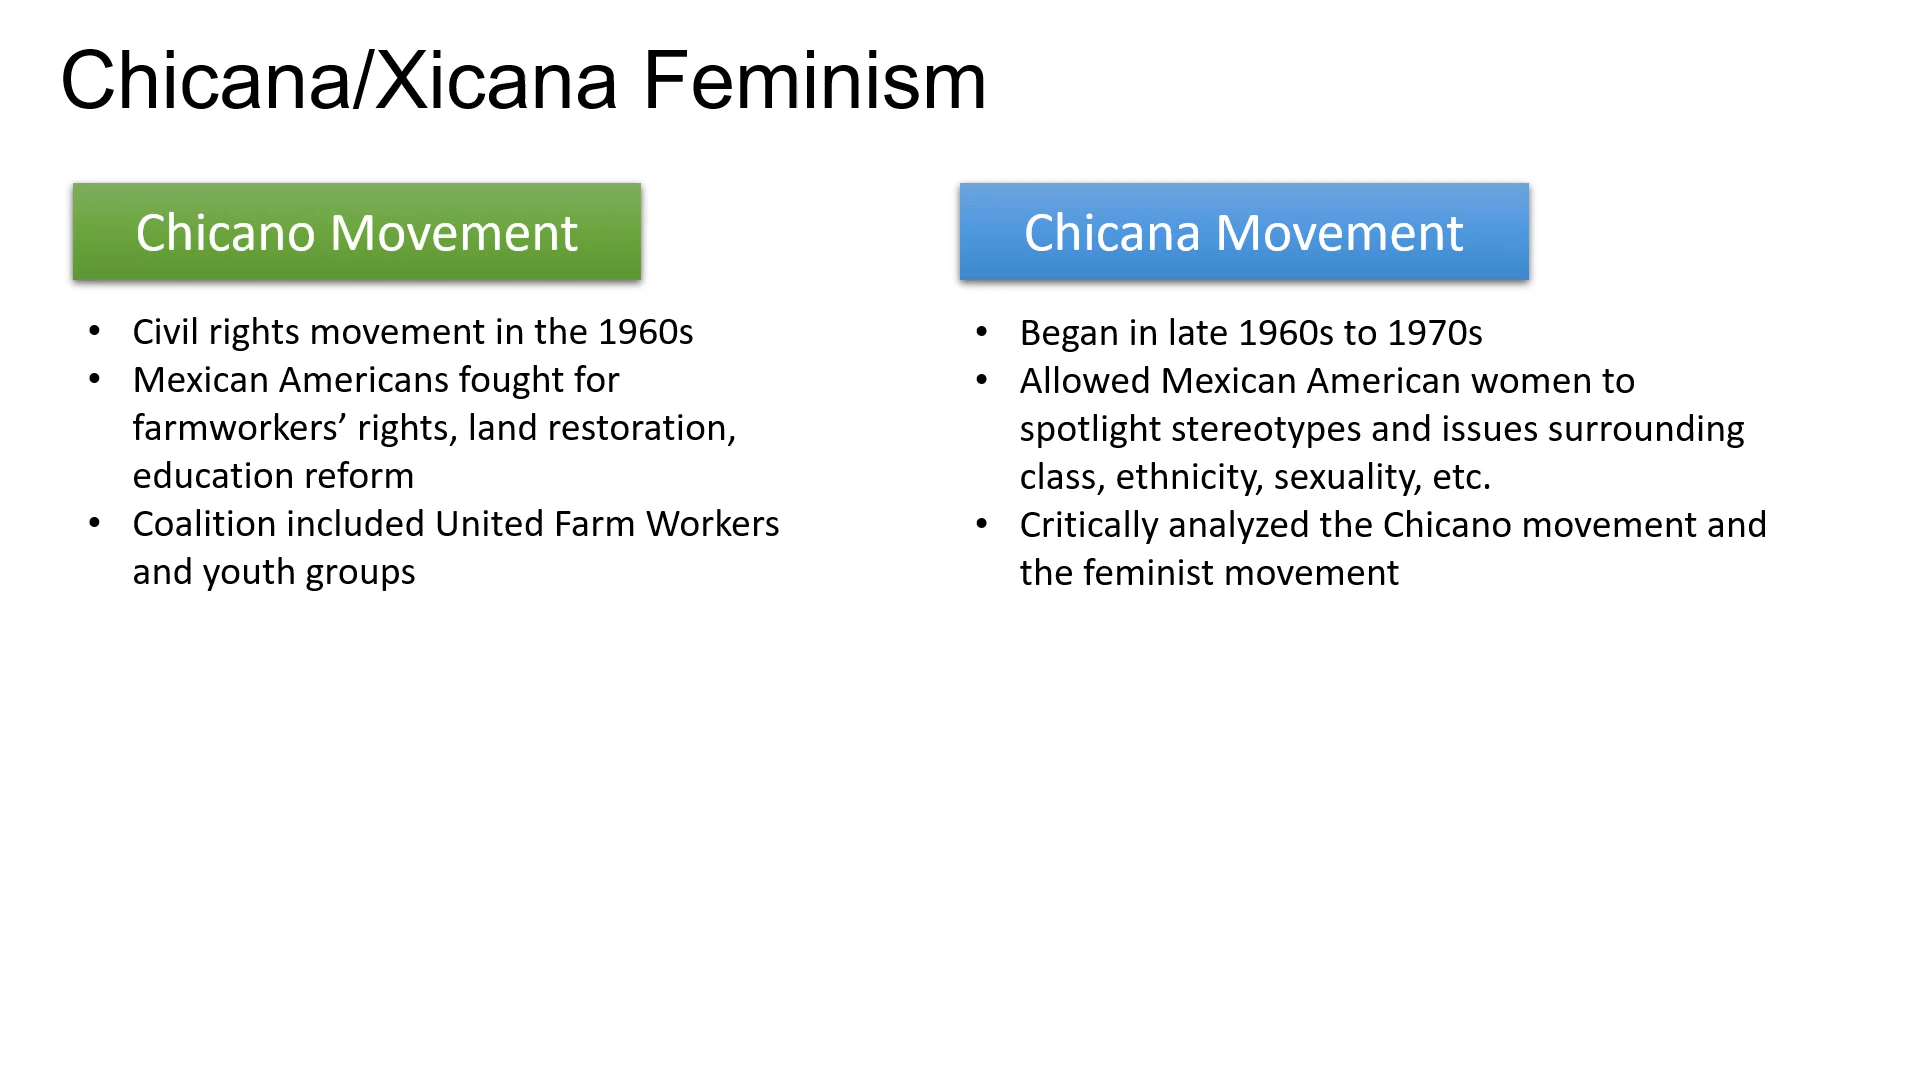 Chicana/Xicana Feminism
Chicano Movement
• Civil rights movement in the 1960s
• Mexican Americans fought for
farmworkers’ rights, land restoration,
education reform
• Coalition included United Farm Workers
and youth groups
Chicana Movement
• Began in late 1960s to 1970s
• Allowed Mexican American women to
spotlight stereotypes and issues surrounding
class, ethnicity, sexuality, etc.
• Critically analyzed the Chicano movement and
the feminist movement